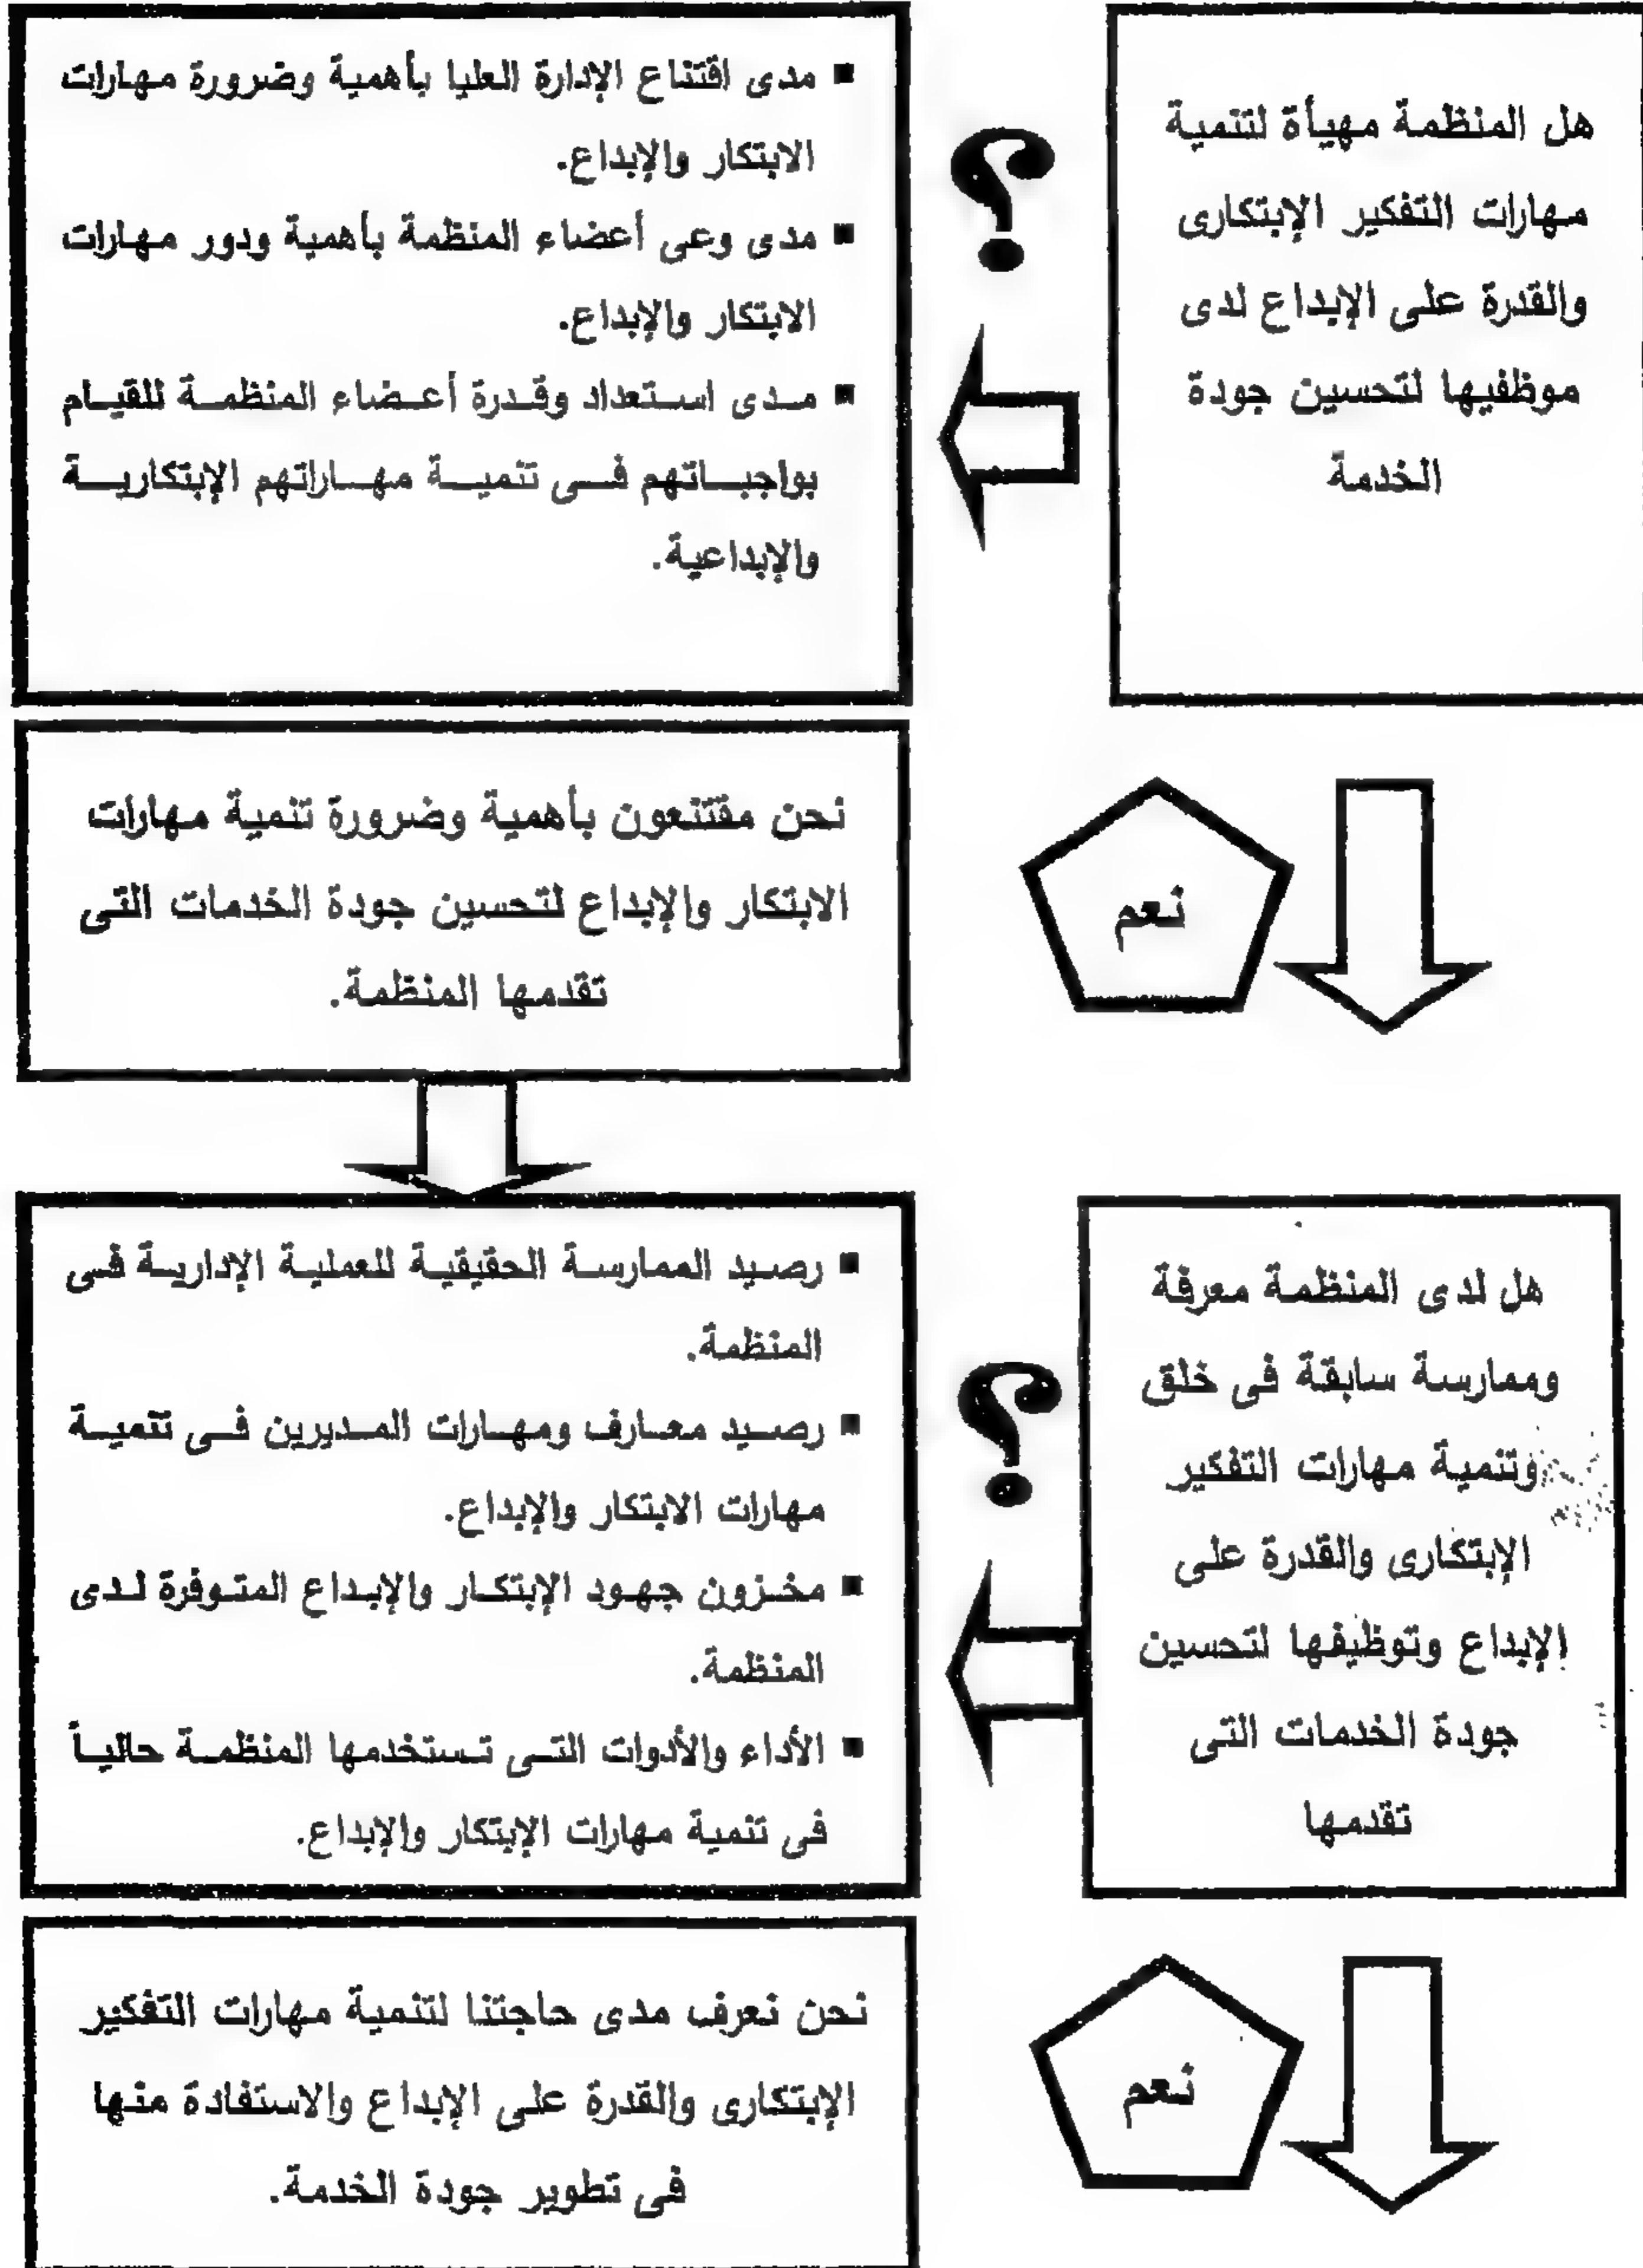 هل المنظمة مهيأة لتنمية
مهارات التفكير الإبتكارى
والقدرة على الإبداع لدى
موظفيها لتحسين جودة
الخدمة
؟
▪ مدى اقتناع الإدارة العليا بأهمية وضرورة مهارات
الابتكار والإبداع.
▪ مدى وعى أعضاء المنظمة بأهمية ودور مهارات
الابتكار والإبداع.
▪ مدى استعداد وقدرة أعضاء المنظمة للقيام
بواجباتهم فى تنمية مهاراتهم الإبتكارية
والإبداعية.
نعم
نحن مقتنعون بأهمية وضرورة تنمية مهارات
الابتكار والإبداع لتحسين جودة الخدمات التى
تقدمها المنظمة.
هل لدى المنظمة معرفة
وممارسة سابقة فى خلق
وتنمية مهارات التفكير
الإبتكارى والقدرة على
الإبداع وتوظيفها لتحسين
جودة الخدمات التى
تقدمها
؟
▪ رصيد الممارسة الحقيقية للعملية الإدارية فى
المنظمة.
▪ رصيد معارف ومهارات المديرين فى تنمية
مهارات الابتكار والإبداع.
▪ مخزون جهود الإبتكار والإبداع المتوفرة لدى
المنظمة.
▪ الأداء والأدوات التى تستخدمها المنظمة حالياً
فى تنمية مهارات الإبتكار والإبداع.
نعم
نحن نعرف مدى حاجتنا لتنمية مهارات التفكير
الإبتكارى والقدرة على الإبداع والاستفادة منها
فى تطوير جودة الخدمة.